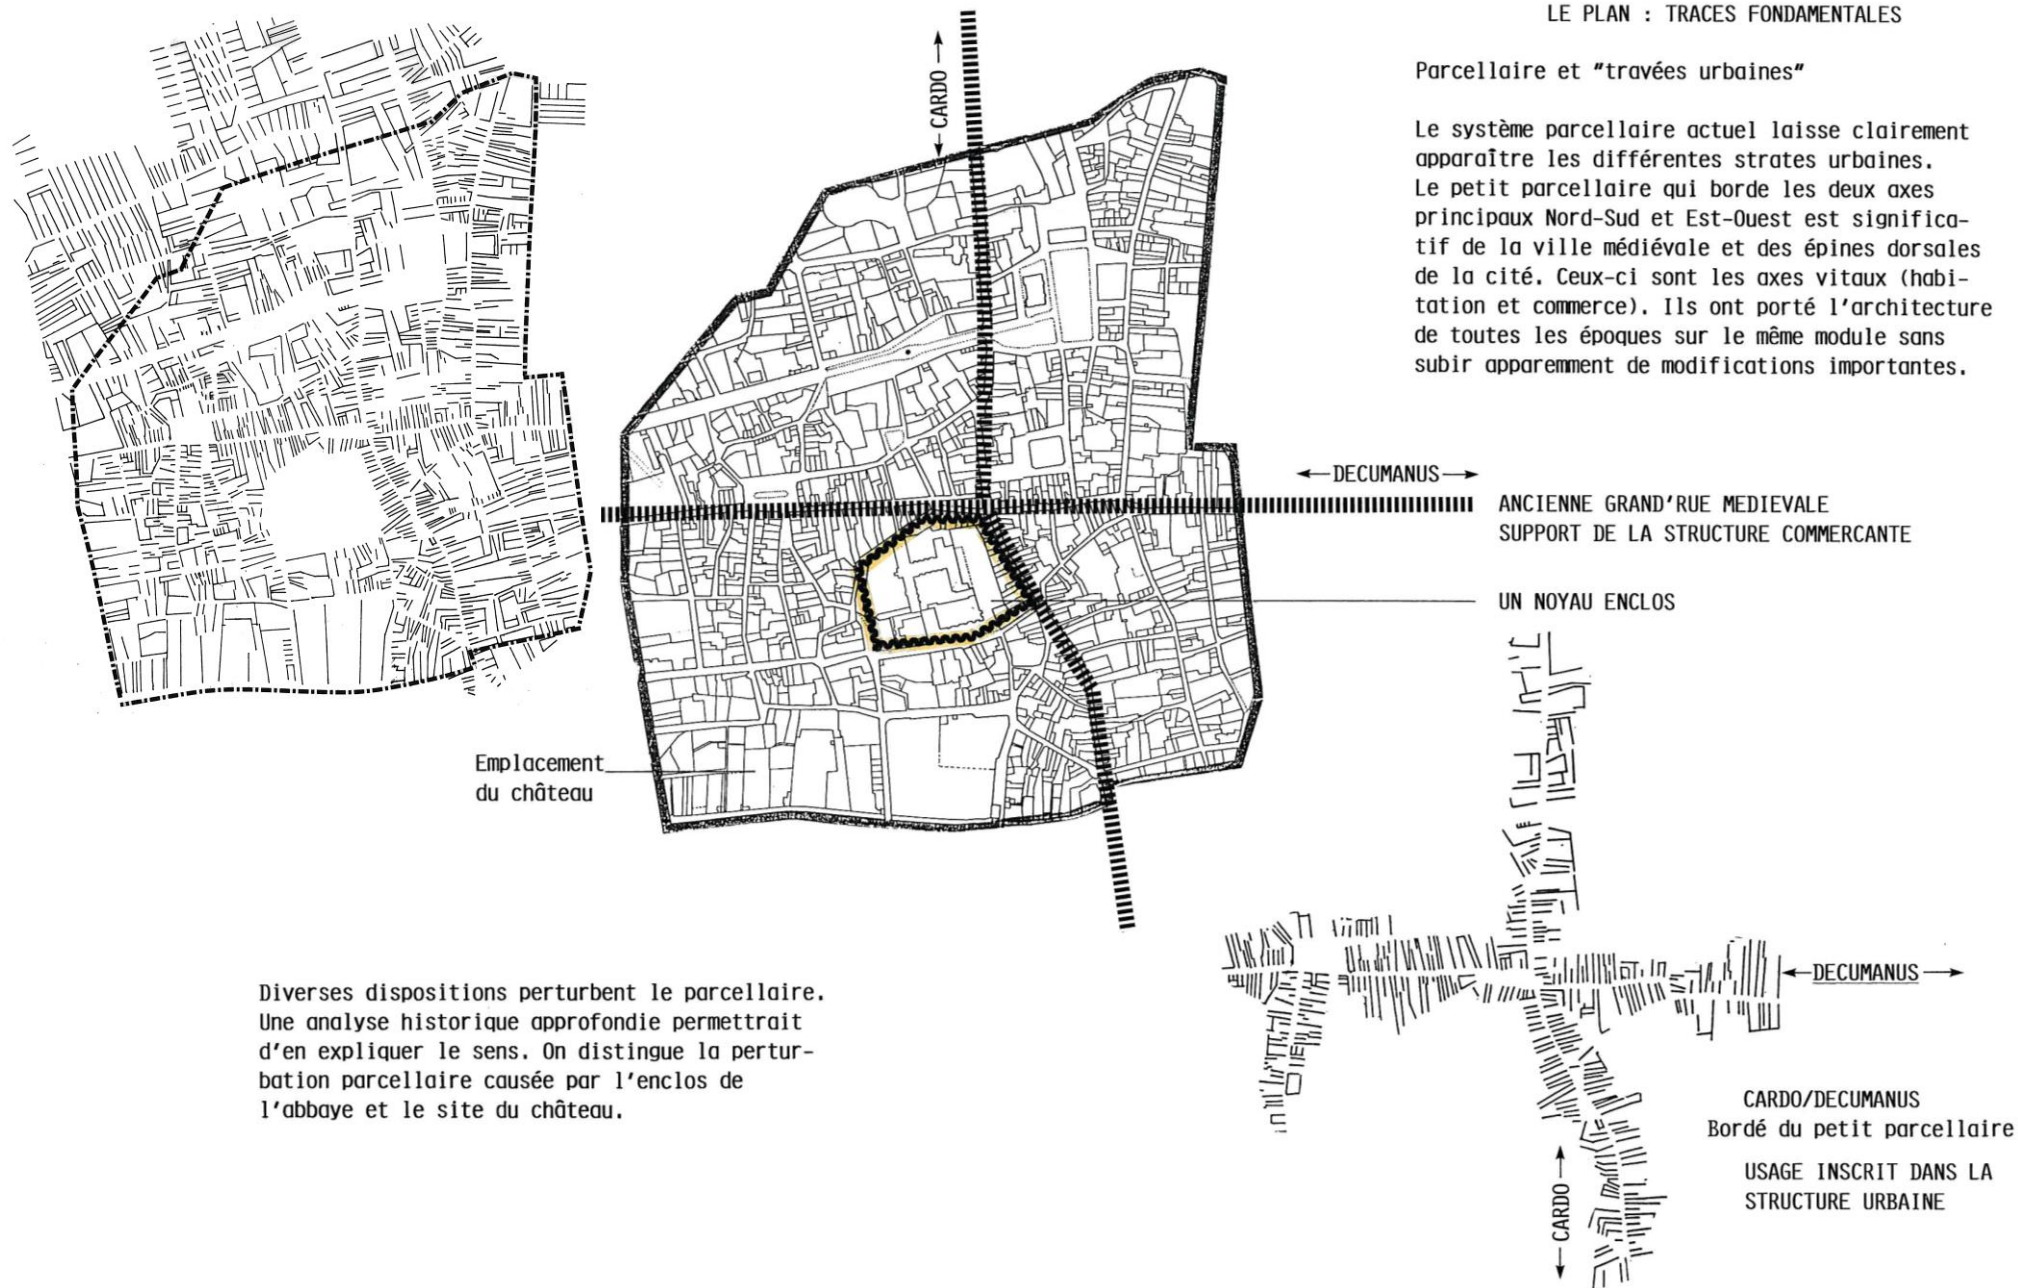 LE PLAN : TRACES FONDAMENTALES
Parcellaire et "travées urbaines"
Le système parcellaire actuel laisse clairement
apparaître les différentes strates urbaines.
Le petit parcellaire qui borde les deux axes
principaux Nord-Sud et Est-Ouest est significa-
tif de la ville médiévale et des épines dorsales
de la cité. Ceux-ci sont les axes vitaux (habi-
tation et commerce). Ils ont porté l'architecture
de toutes les époques sur le même module sans
subir apparemment de modifications importantes.
CARDO
DECUMANUS
ANCIENNE GRAND'RUE MEDIEVALE
SUPPORT DE LA STRUCTURE COMMERCANTE
UN NOYAU ENCLOS
Emplacement
du château
Diverses dispositions perturbent le parcellaire.
Une analyse historique approfondie permettrait
d'en expliquer le sens. On distingue la pertur-
bation parcellaire causée par l'enclos de
l'abbaye et le site du château.
DECUMANUS
CARDO/DECUMANUS
Bordé du petit parcellaire
USAGE INSCRIT DANS LA
STRUCTURE URBAINE
CARDO